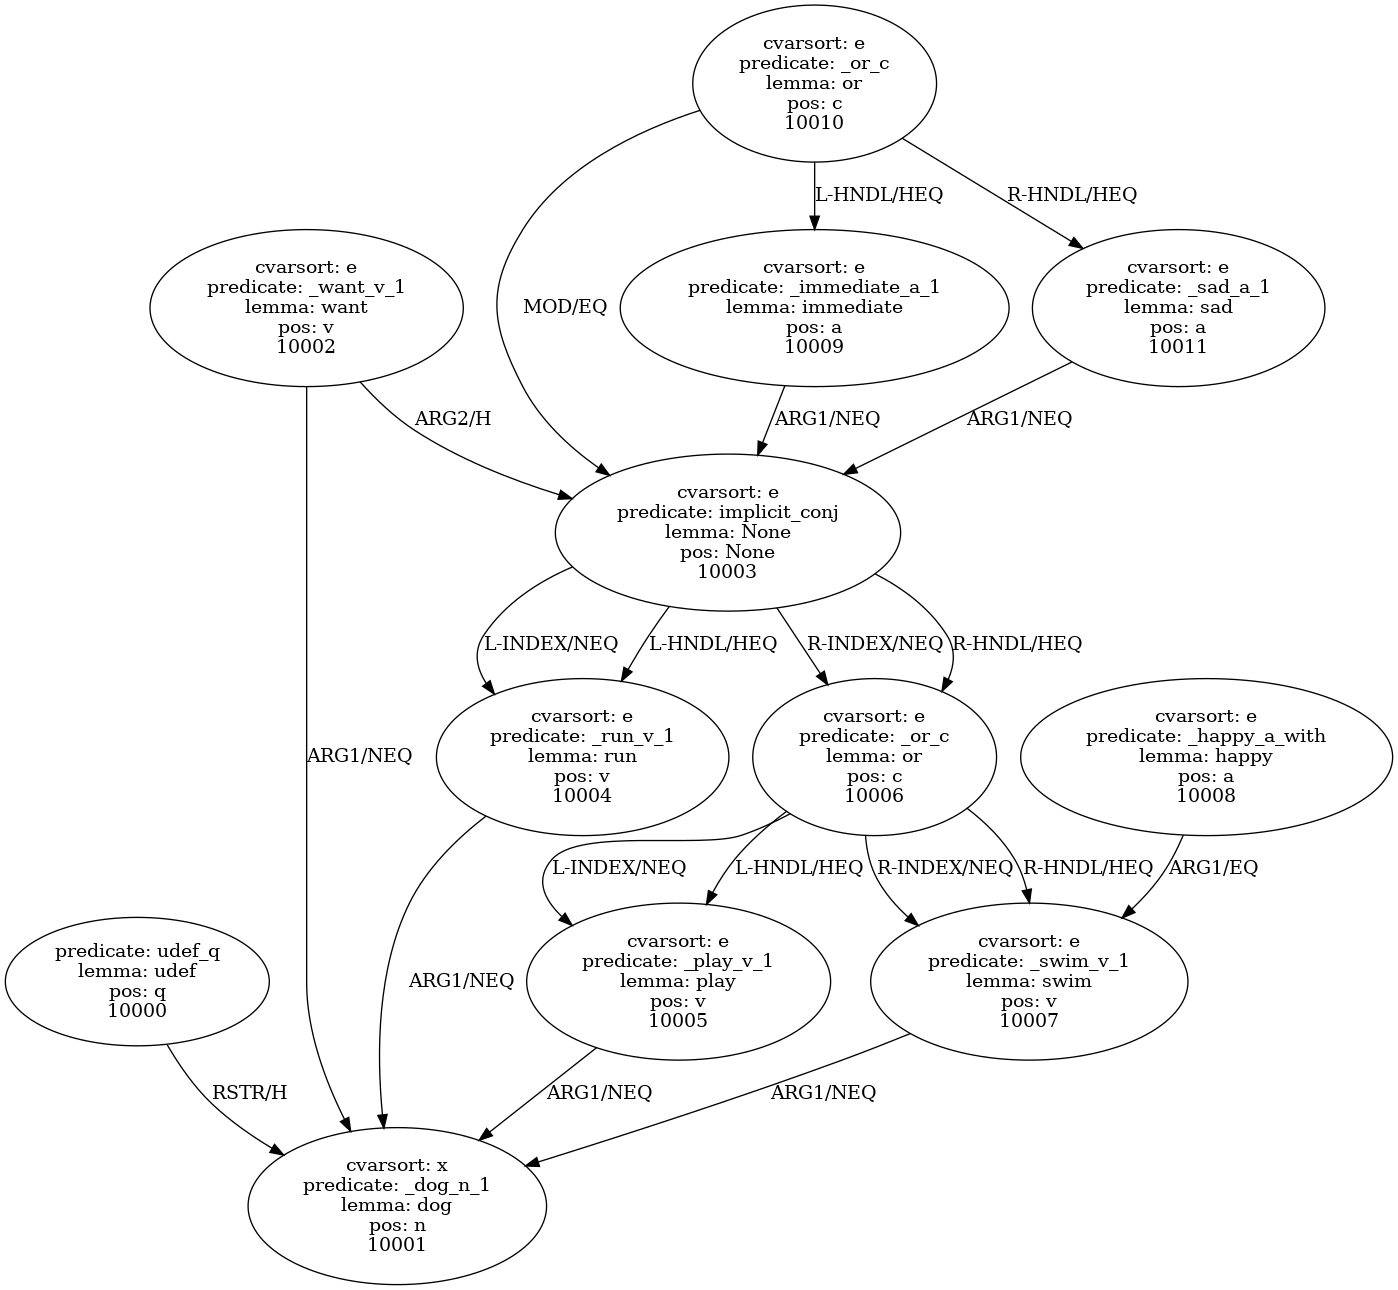 cvarsort: e
predicate: _or_c
lemma: or
pos: c
10010
L-HNDL/HEQ
R-HNDL/HEQ
cvarsort: e
predicate: _want_v_1
lemma: want
pos: v
10002
MOD/EQ
cvarsort: e
predicate: _immediate_a_1
lemma: immediate
pos: a
10009
cvarsort: e
predicate: _sad_a_1
lemma: sad
pos: a
10011
ARG2/H
ARG1/NEQ
ARG1/NEQ
cvarsort: e
predicate: implicit_conj
lemma: None
pos: None
10003
L-INDEX/NEQ
L-HNDL/HEQ
R-INDEX/NEQ
R-HNDL/HEQ
ARG1/NEQ
cvarsort: e
predicate: _run_v_1
lemma: run
pos: v
10004
cvarsort: e
predicate: _or_c
lemma: or
pos: c
10006
cvarsort: e
predicate: _happy_a_with
lemma: happy
pos: a
10008
L-INDEX/NEQ
L-HNDL/HEQ
R-INDEX/NEQ
R-HNDL/HEQ
ARG1/EQ
predicate: udef_q
lemma: udef
pos: q
10000
ARG1/NEQ
cvarsort: e
predicate: _play_v_1
lemma: play
pos: v
10005
cvarsort: e
predicate: _swim_v_1
lemma: swim
pos: v
10007
RSTR/H
ARG1/NEQ
ARG1/NEQ
cvarsort: x
predicate: _dog_n_1
lemma: dog
pos: n
10001